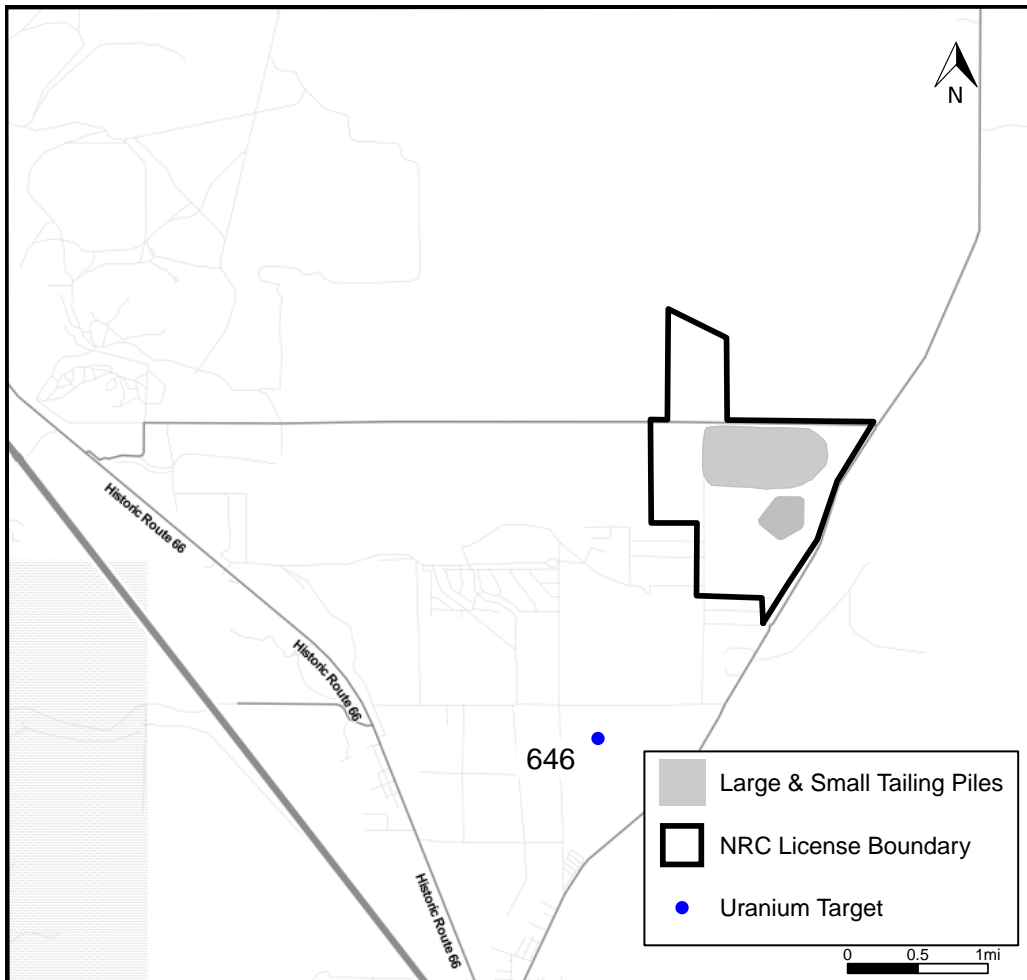 N
Historic Route 66
Historic Route 66
646
Large & Small Tailing Piles
NRC License Boundary
Historic Route 66
Uranium Target
0 0.5 1mi